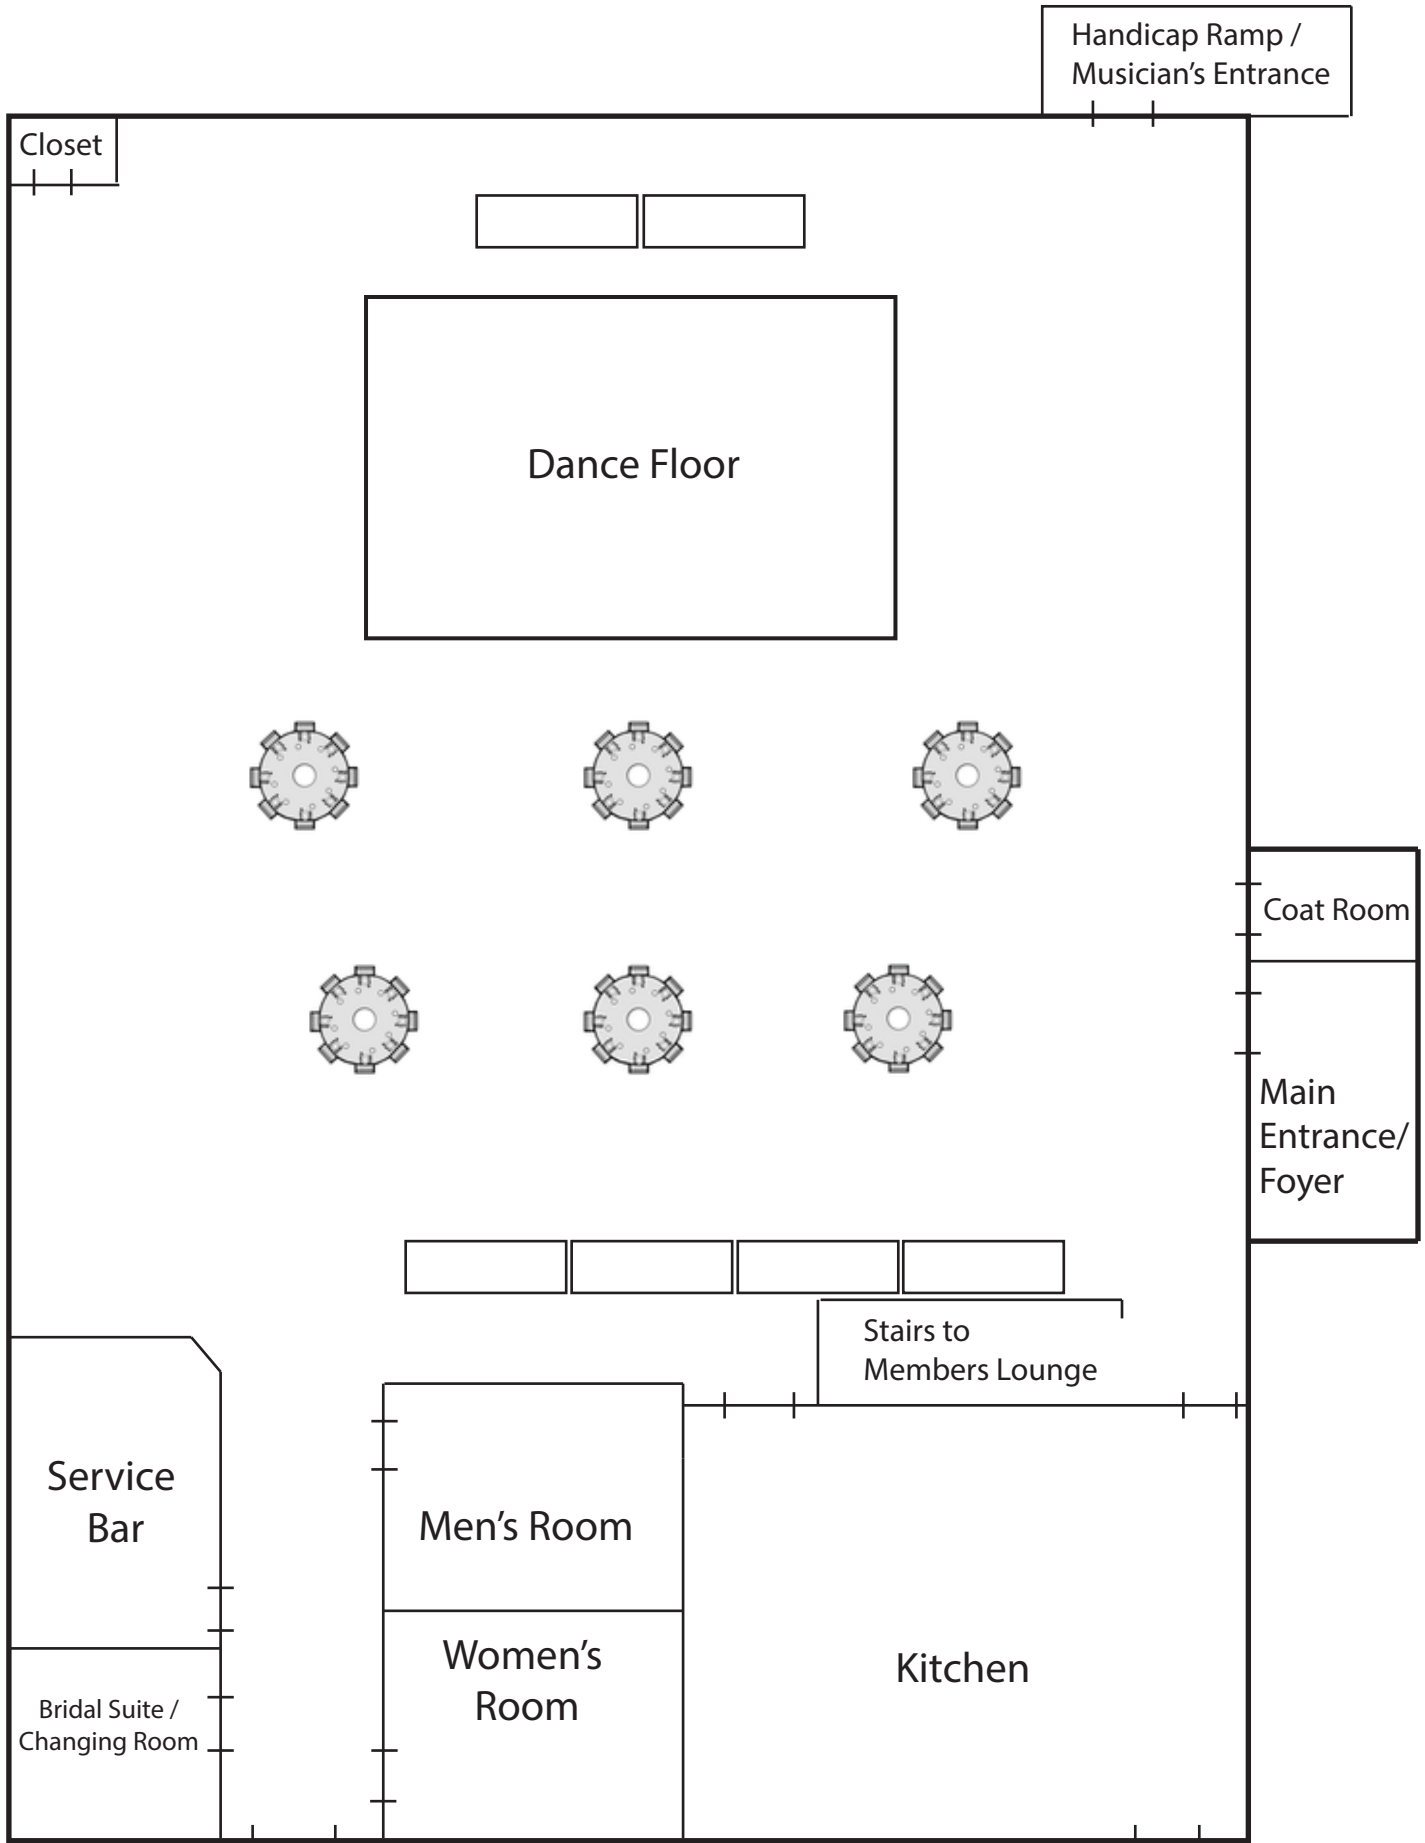 Handicap Ramp /
Musician’s Entrance
Closet
Dance Floor
Coat Room
Main
Entrance/
Foyer
Stairs to
Members Lounge
Service
Bar
Men’s Room
Women’s
Room
Kitchen
Bridal Suite /
Changing Room